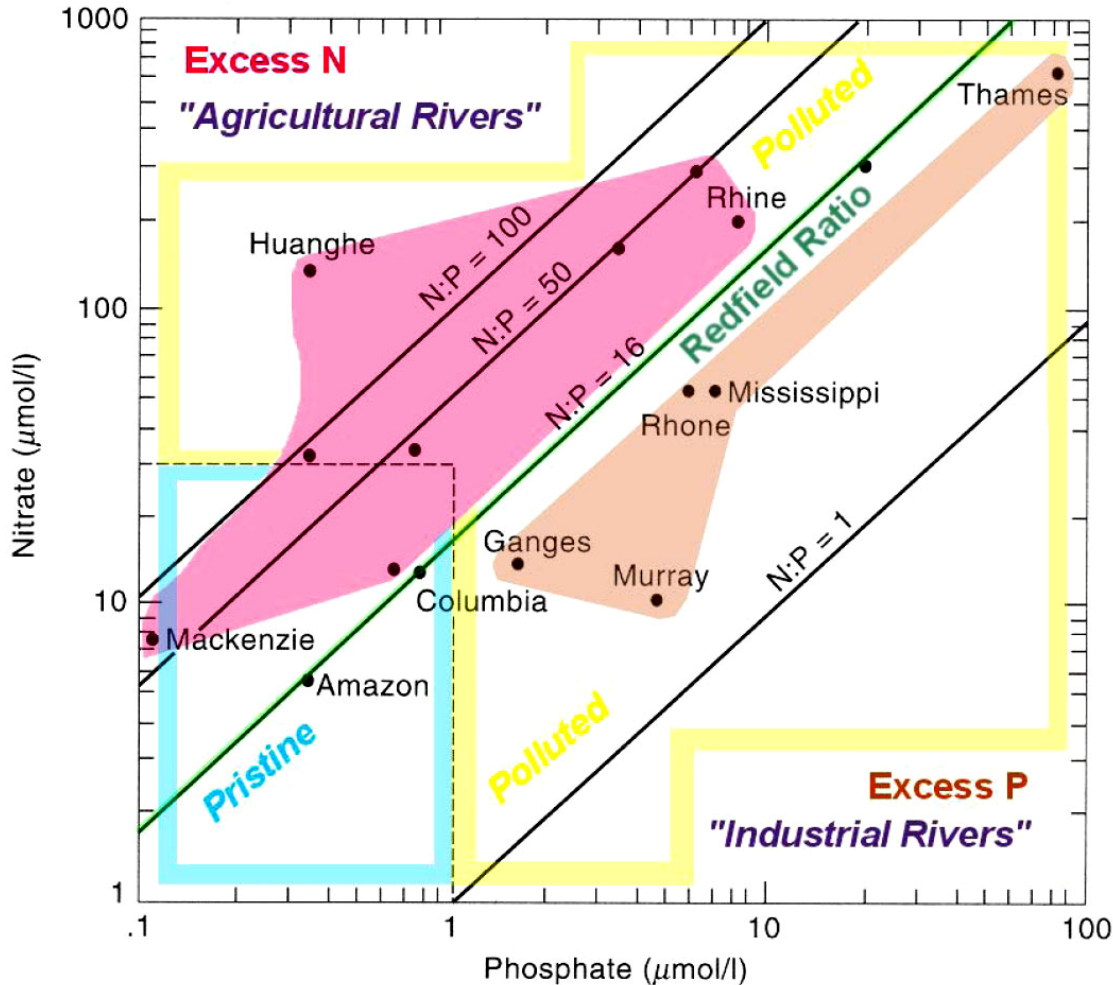 1000
Excess N
"Agricultural Rivers"
Polluted
Thames
Rhine
Huanghe
N:P = 100
Redfield Ratio
N:P = 50
100
N:P = 16
Mississippi
Rhone
Nitrate (μmol/l)
Ganges
N:P = 1
Murray
10
Columbia
Mackenzie
Amazon
Pristine
Polluted
Excess P
"Industrial Rivers"
1
.1
1
10
100
Phosphate (μmol/l)